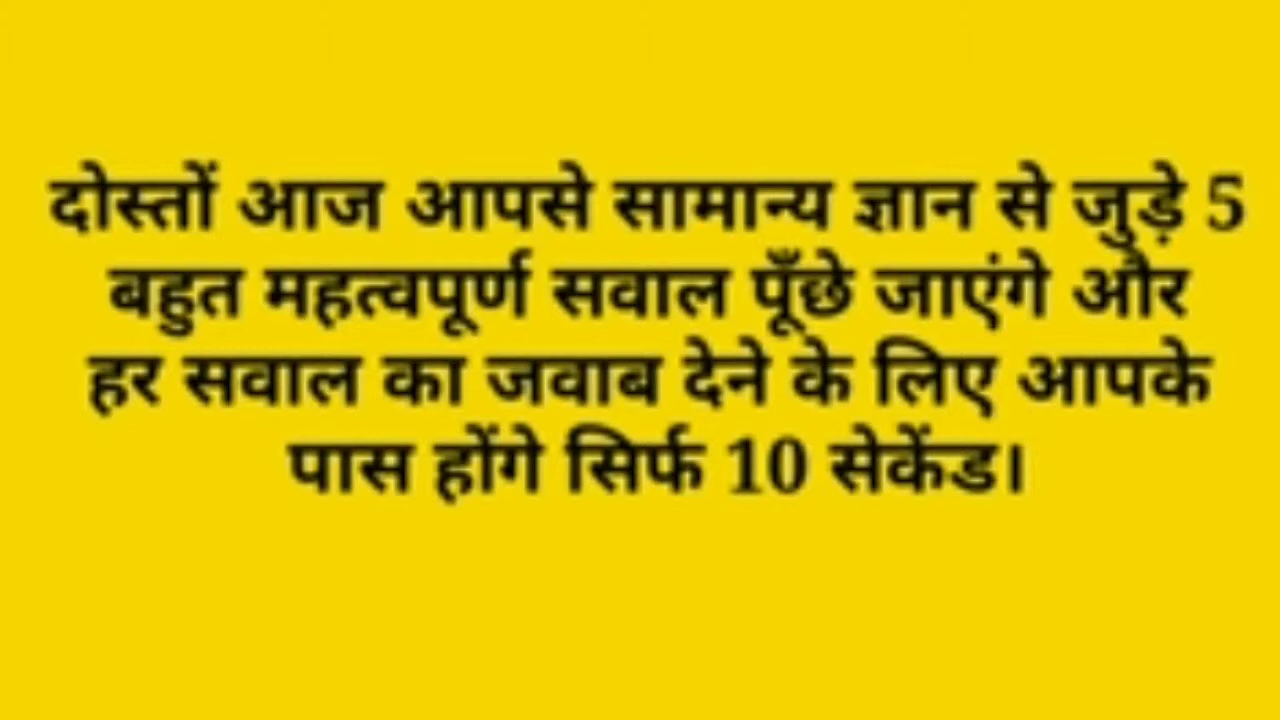 दोस्तों आज आपसे सामान्य ज्ञान से जुड़े 5
बहुत महत्वपूर्ण सवाल पूँछे जाएंगे और
हर सवाल का जवाब देने के लिए आपके
पास होंगे सिर्फ 10 सेकेंड।